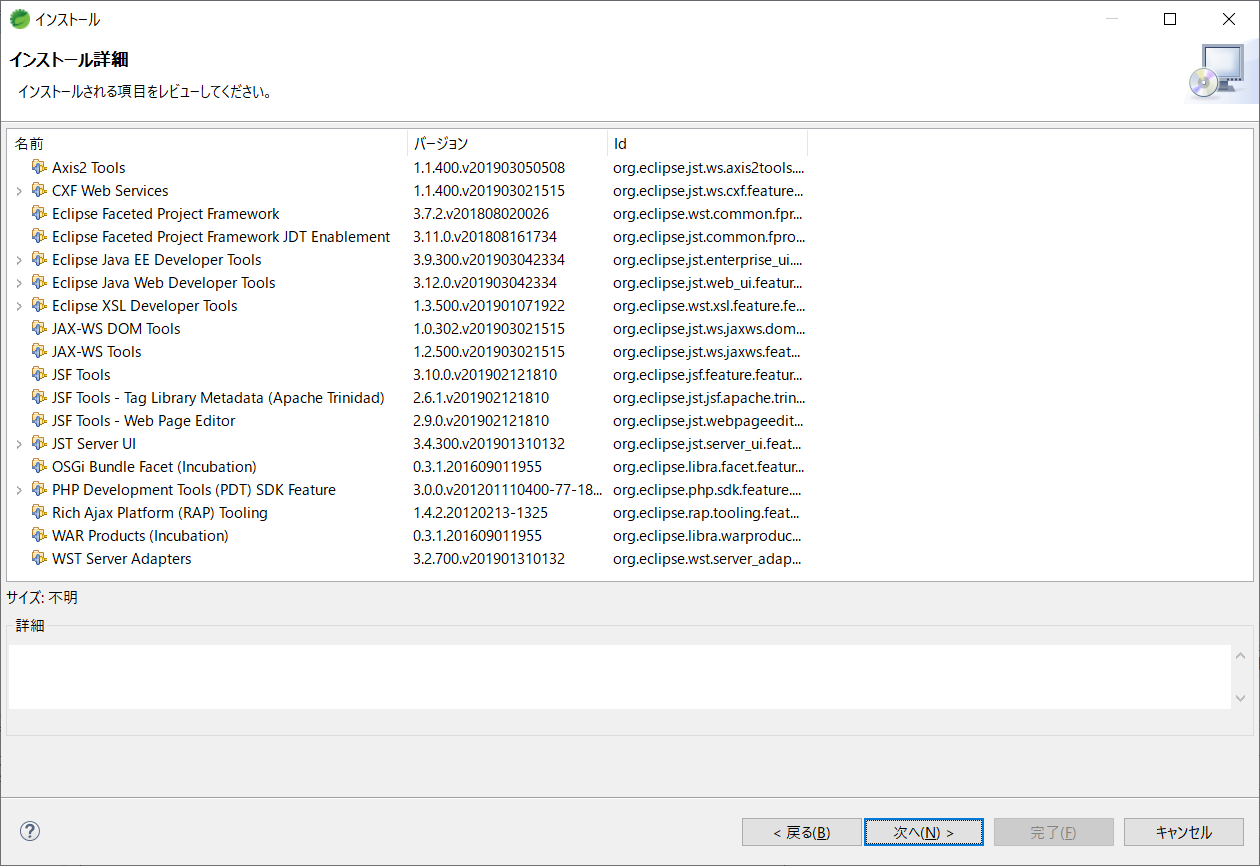 インストール
インストール詳細
インストールされる項目をレビューしてください。
名前 バージョン Id
Axis2 Tools 1.1.400.v201903050508 org.eclipse.jst.ws.axis2tools....
CXF Web Services 1.1.400.v201903021515 org.eclipse.jst.ws.cxf.feature...
Eclipse Faceted Project Framework 3.7.2.v201808020026 org.eclipse.wst.common.fpr...
Eclipse Faceted Project Framework JDT Enablement 3.11.0.v201808161734 org.eclipse.jst.common.fpro...
Eclipse Java EE Developer Tools 3.9.300.v201903042334 org.eclipse.jst.enterprise_ui....
Eclipse Java Web Developer Tools 3.12.0.v201903042334 org.eclipse.jst.web_ui.featur...
Eclipse XSL Developer Tools 1.3.500.v201901071922 org.eclipse.wst.xsl.feature.fe...
JAX-WS DOM Tools 1.0.302.v201903021515 org.eclipse.jst.ws.jaxws.dom...
JAX-WS Tools 1.2.500.v201903021515 org.eclipse.jst.ws.jaxws.feat...
JSF Tools 3.10.0.v201902121810 org.eclipse.jsf.feature.featur...
JSF Tools - Tag Library Metadata (Apache Trinidad) 2.6.1.v201902121810 org.eclipse.jst.jsf.apache.trin...
JSF Tools - Web Page Editor 2.9.0.v201902121810 org.eclipse.jst.webpageedit...
JST Server UI 3.4.300.v201901310132 org.eclipse.jst.server_ui.feat...
OSGi Bundle Facet (Incubation) 0.3.1.201609011955 org.eclipse.libra.facet.featur...
PHP Development Tools (PDT) SDK Feature 3.0.0.v201201110400-77-18... org.eclipse.php.sdk.feature....
Rich Ajax Platform (RAP) Tooling 1.4.2.20120213-1325 org.eclipse.rap.tooling.feat...
WAR Products (Incubation) 0.3.1.201609011955 org.eclipse.libra.warproduc...
WST Server Adapters 3.2.700.v201901310132 org.eclipse.wst.server_adap...
サイズ: 不明
詳細
< 戻る(B) 次へ(N) > 完了(F) キャンセル